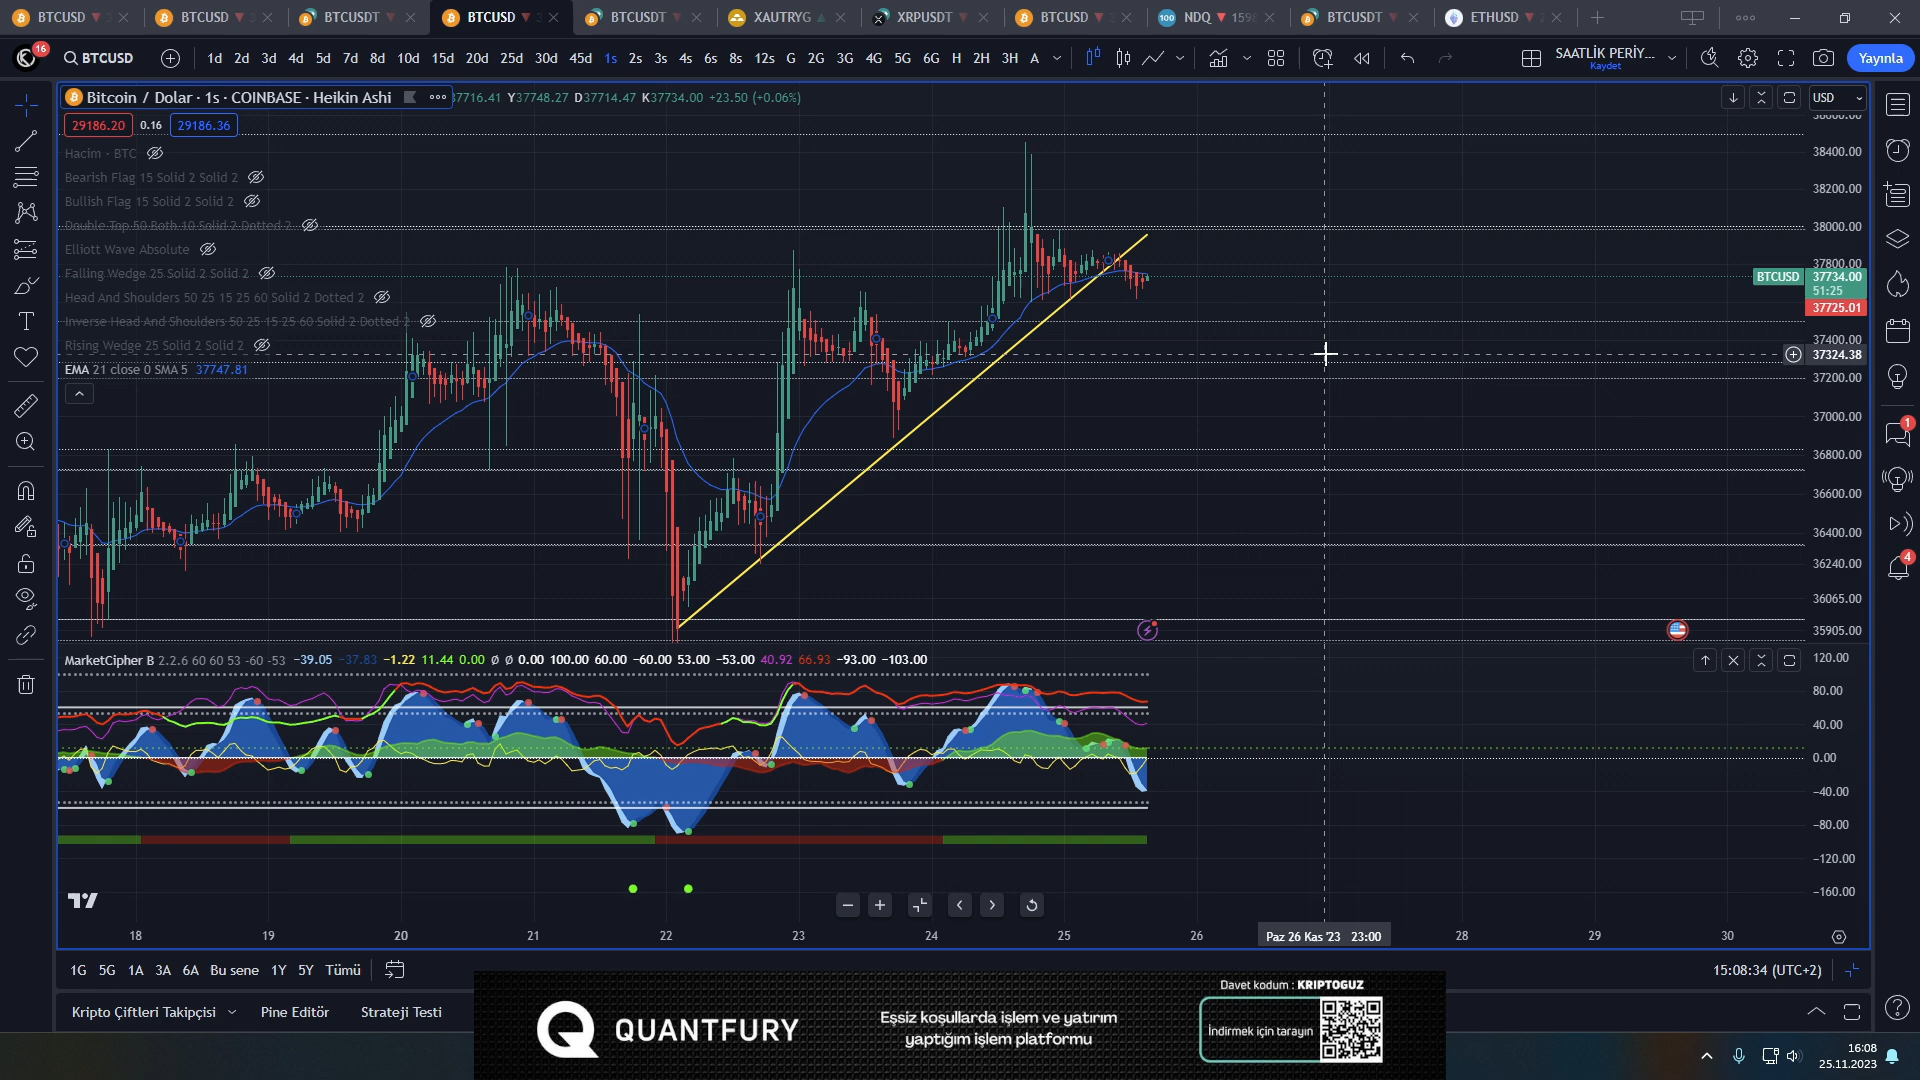 BTCUSD BTCUSD BTCUSDT BTCUSD BTCUSDT XAUTRYG XRPUSDT BTCUSD NDQ 159 BTCUSDT ETHUSD
16 BTCUSD 1d 2d 3d 4d 5d 7d 8d 10d 15d 20d 25d 30d 45d 1s 2s 3s 4s 6s 8s 12s G 2G 3G 4G 5G 6G H 2H 3H A SAATLİK PERİY... Kaydet Yayınla
Bitcoin / Dolar · 1s · COINBASE · Heikin Ashi 37716.41 Y37748.27 D37714.47 K37734.00 +23.50 (+0.06%) USD
29186.20 0.16 29186.36
Hacim · BTC
Bearish Flag 15 Solid 2 Solid 2
Bullish Flag 15 Solid 2 Solid 2
Double Top 50 Both 10 Solid 2 Dotted 2
Elliott Wave Absolute
Falling Wedge 25 Solid 2 Solid 2
Head And Shoulders 50 25 15 25 60 Solid 2 Dotted 2
Inverse Head And Shoulders 50 25 15 25 60 Solid 2 Dotted 2
Rising Wedge 25 Solid 2 Solid 2
EMA 21 close 0 SMA 5 37747.81
38600.00
38400.00
38200.00
38000.00
37800.00
BTCUSD 37734.00
51:25
37725.01
37400.00
37324.38
37200.00
37000.00
36800.00
36600.00
36400.00
36240.00
36065.00
35905.00
1
4
MarketCipher B 2.2.6 60 60 53 -60 -53 −39.05 −37.83 −1.22 11.44 0.00 Ø Ø 0.00 100.00 60.00 −60.00 53.00 −53.00 40.92 66.93 −93.00 −103.00
120.00
80.00
40.00
0.00
−40.00
−80.00
−120.00
−160.00
18 19 20 21 22 23 24 25 26 Paz 26 Kas '23 23:00 28 29 30
1G 5G 1A 3A 6A Bu sene 1Y 5Y Tümü 15:08:34 (UTC+2)
Kripto Çiftleri Takipçisi Pine Editör Strateji Testi
Davet kodum : KRIPTOGUZ
QUANTFURY
Eşsiz koşullarda işlem ve yatırım
yaptığım işlem platformu
İndirmek için tarayın
16:08
25.11.2023